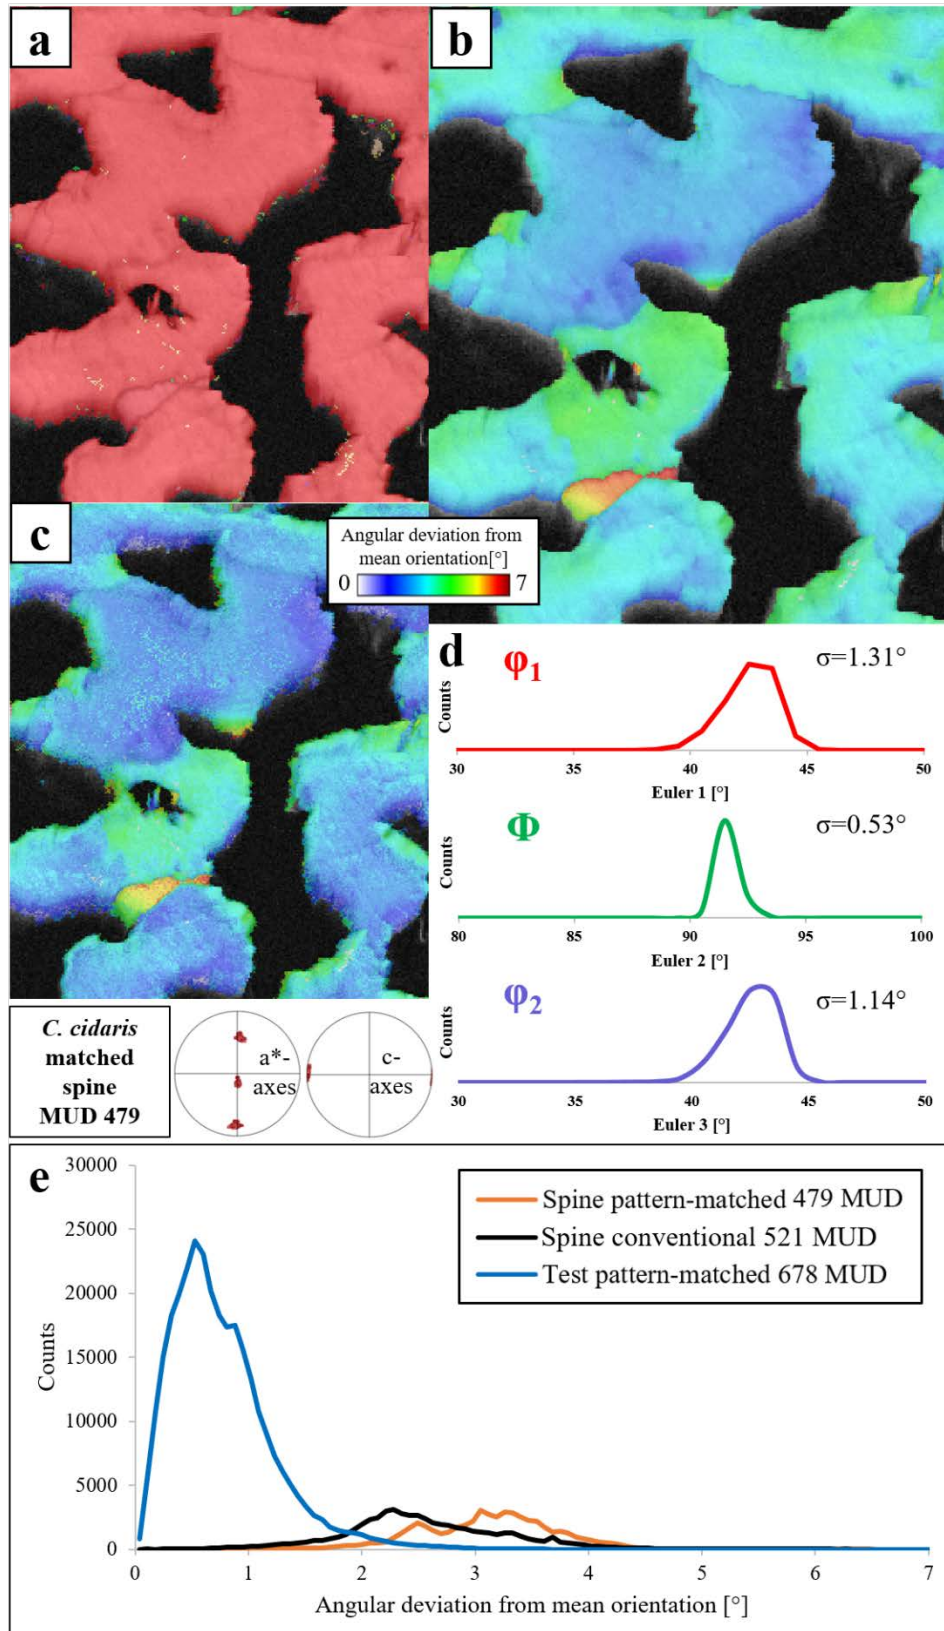 a
b
c
Angular deviation from
mean orientation[°]
0
7
d
φ1
σ=1.31°
Counts
30
35
40
45
50
Euler 1 [°]
Φ
σ=0.53°
Counts
80
85
90
95
100
Euler 2 [°]
φ2
σ=1.14°
Counts
30
35
40
45
50
Euler 3 [°]
C. cidaris
matched
spine
MUD 479
a*-
axes
c-
axes
e
30000
25000
20000
15000
10000
5000
0
Counts
Spine pattern-matched 479 MUD
Spine conventional 521 MUD
Test pattern-matched 678 MUD
0
1
2
3
4
5
6
7
Angular deviation from mean orientation [°]